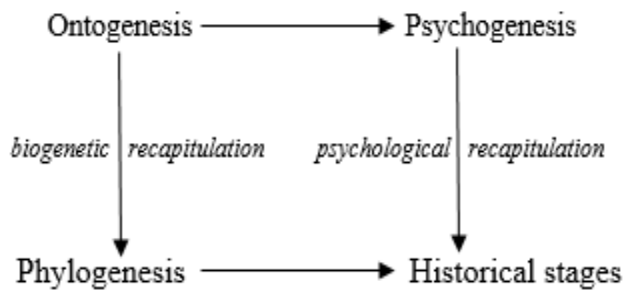 Ontogenesis Psychogenesis
biogenetic recapitulation psychological recapitulation
Phylogenesis Historical stages